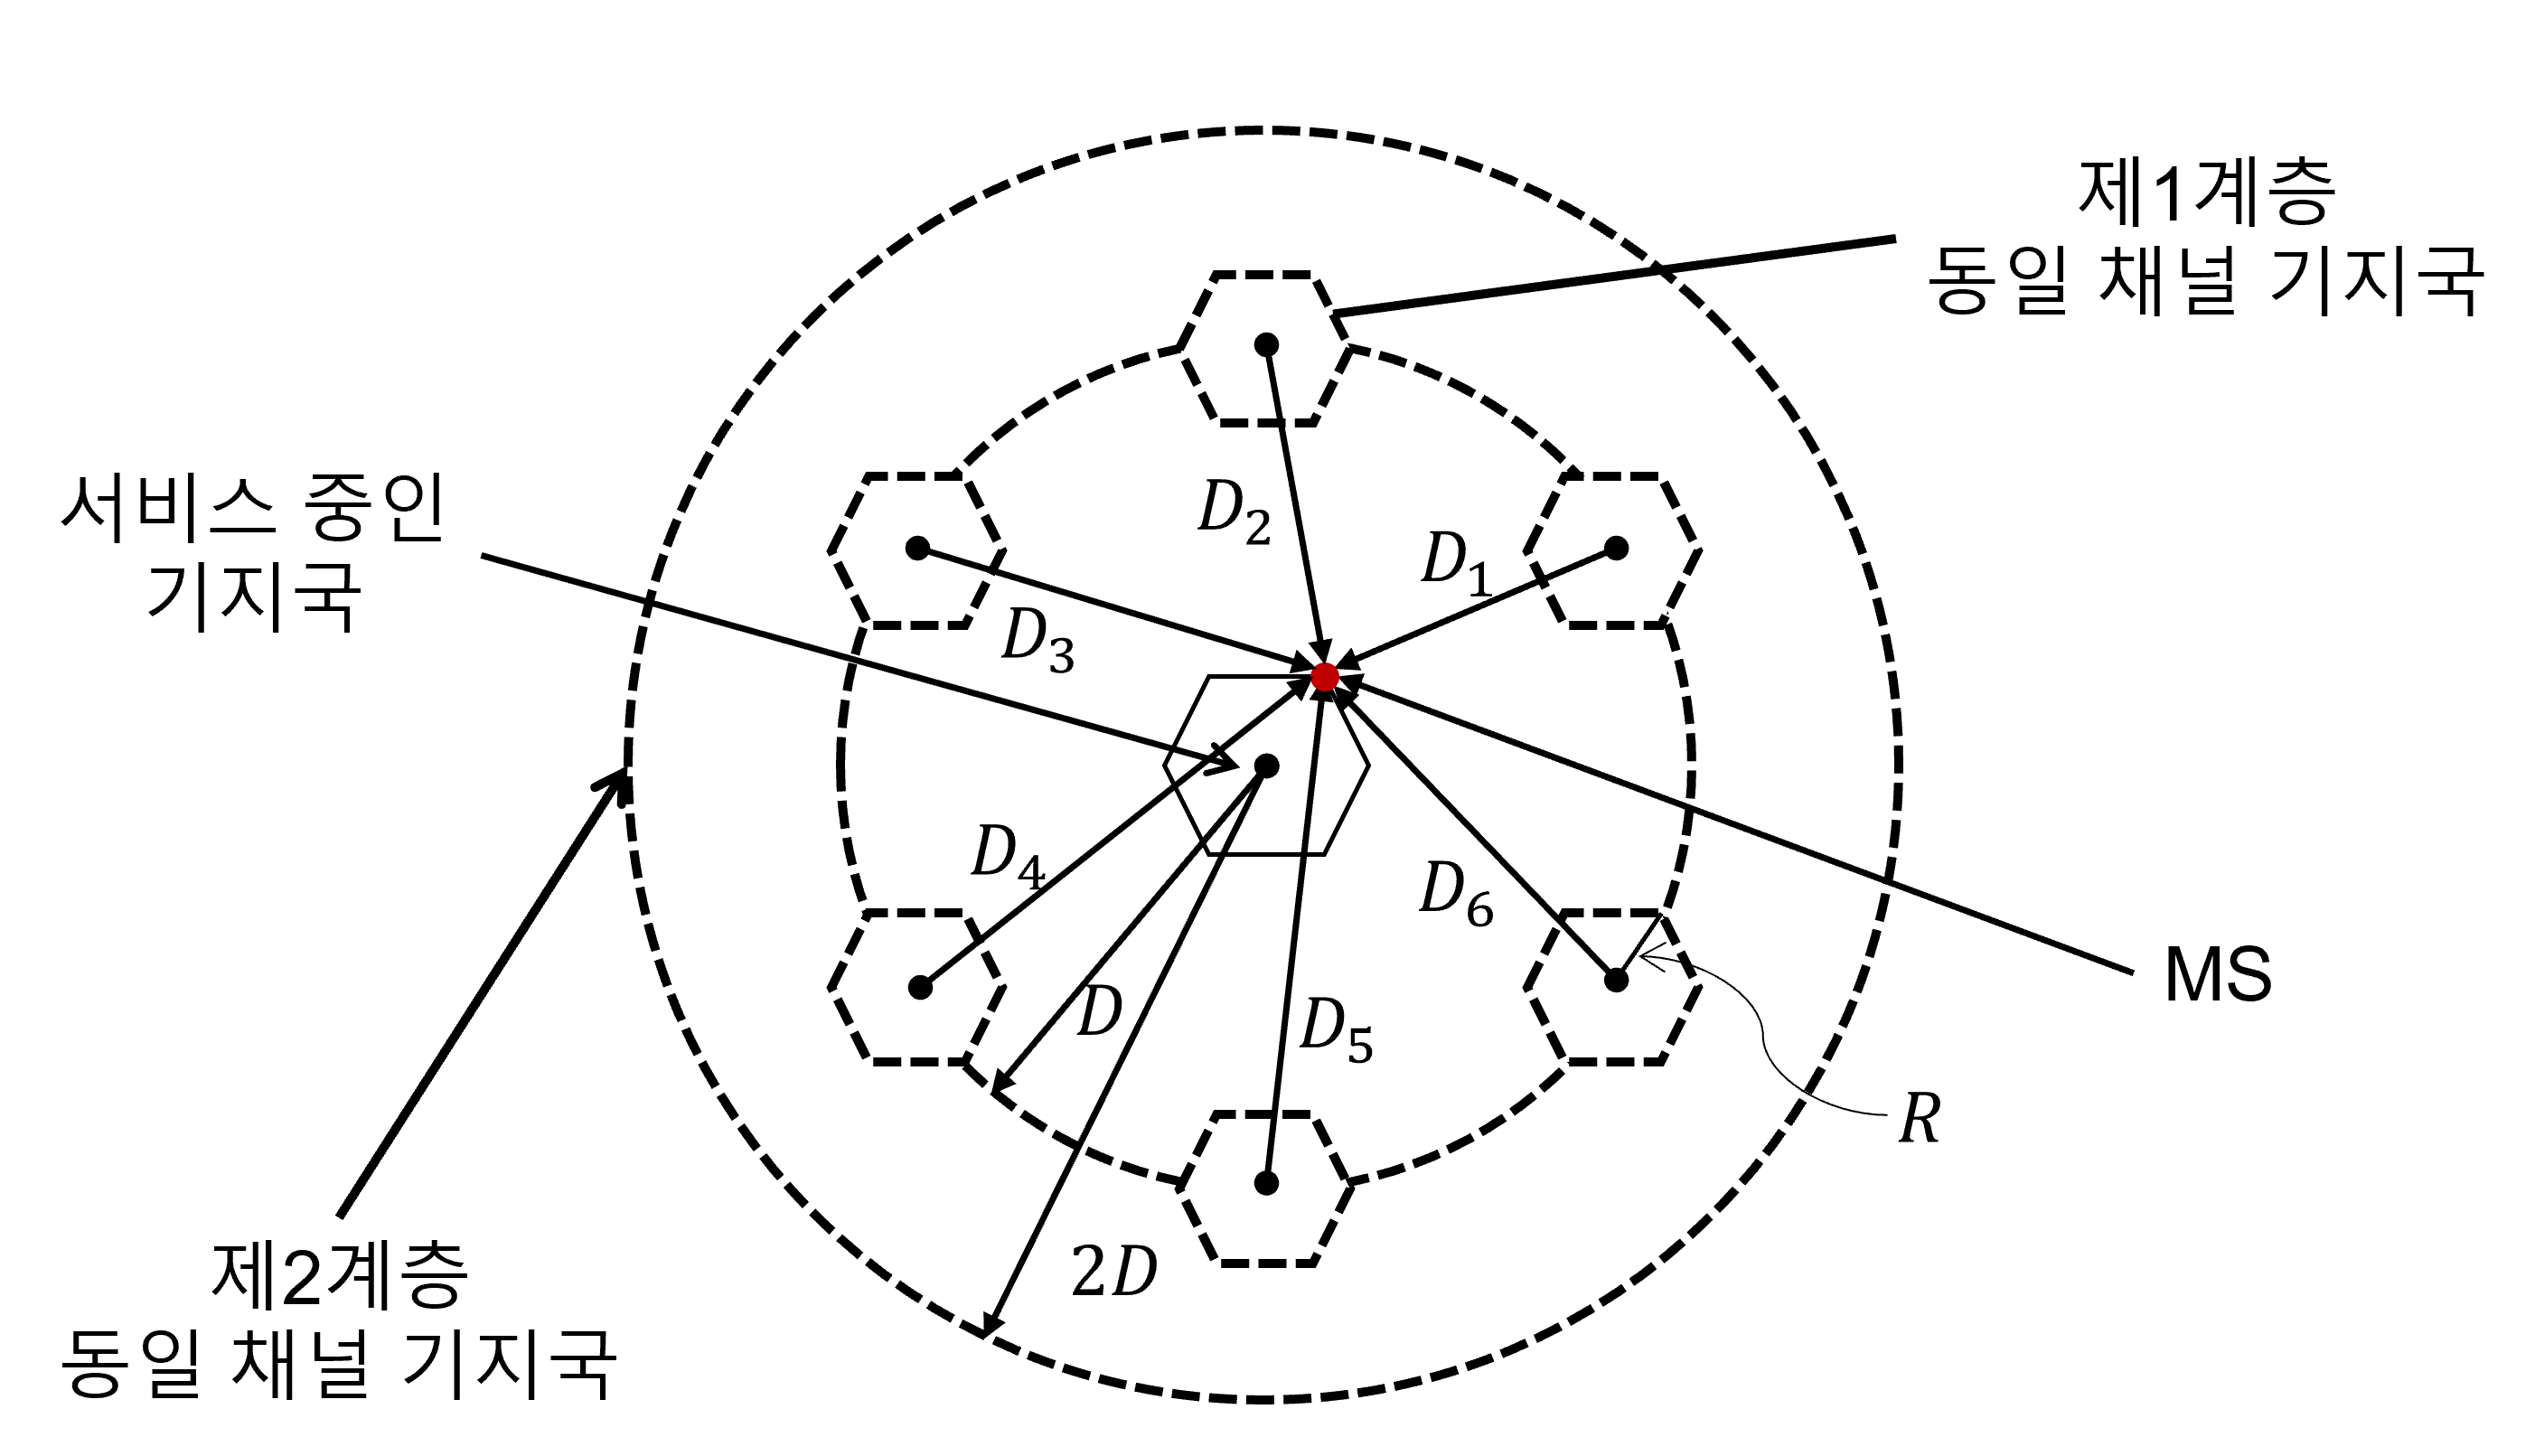 제1계층
동일 채널 기지국
서비스 중인
기지국
D₂
D₁
D₃
D₄
D₆
D
D₅
MS
R
2D
제2계층
동일 채널 기지국